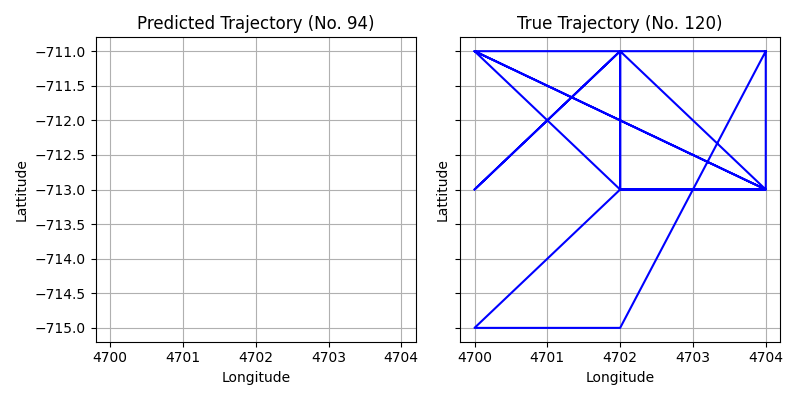 Predicted Trajectory (No. 94)
True Trajectory (No. 120)
−711.0
−711.5
−712.0
−712.5
−713.0
−713.5
−714.0
−714.5
−715.0
Lattitude
4700 4701 4702 4703 4704
Longitude
Lattitude
4700 4701 4702 4703 4704
Longitude